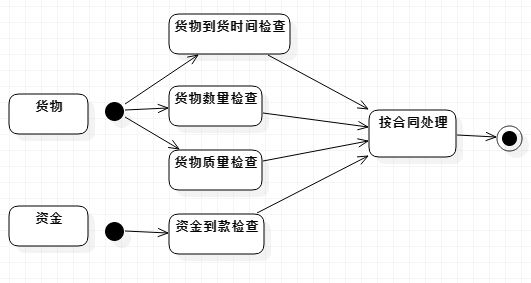 货物到货时间检查
货物
货物数量检查
按合同处理
货物质量检查
资金
资金到款检查